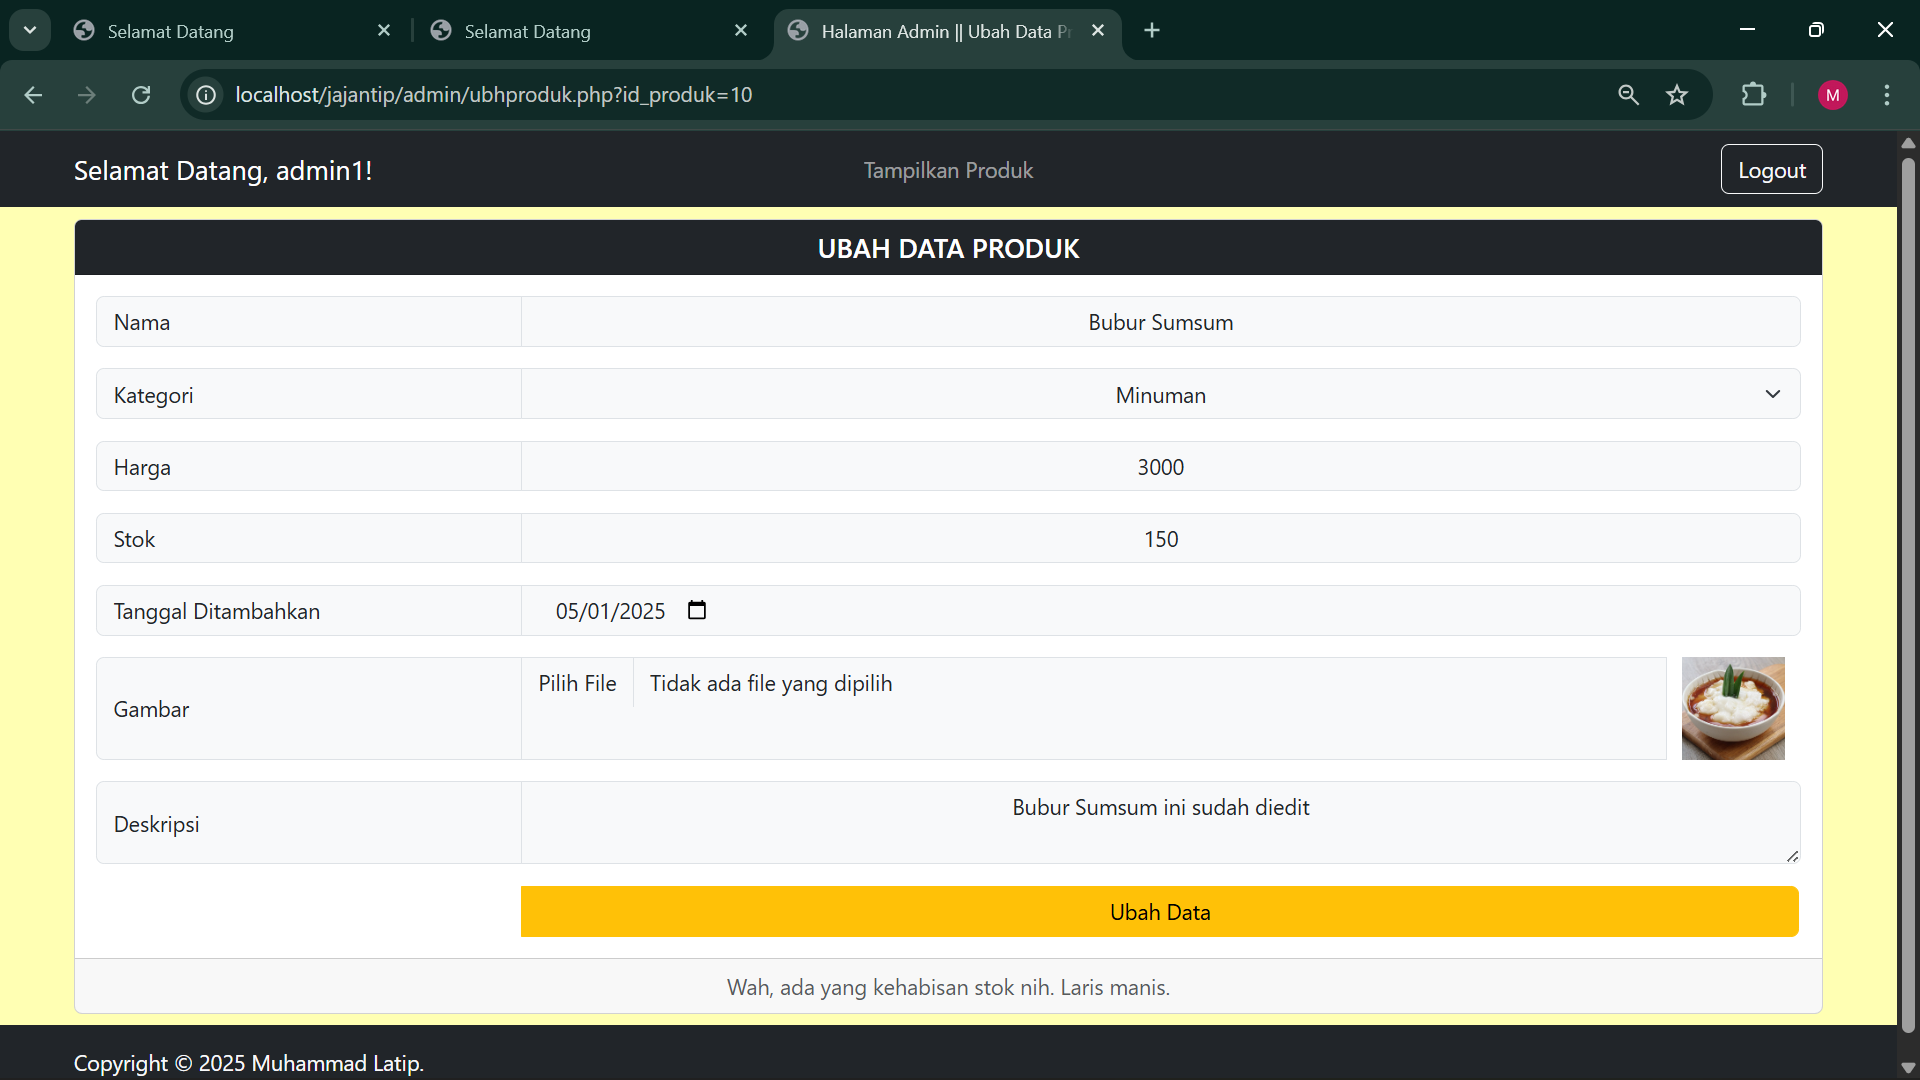 Selamat Datang
Selamat Datang
Halaman Admin || Ubah Data Pr
localhost/jajantip/admin/ubhproduk.php?id_produk=10
M
Selamat Datang, admin1!
Tampilkan Produk
Logout
UBAH DATA PRODUK
Nama
Bubur Sumsum
Kategori
Minuman
Harga
3000
Stok
150
Tanggal Ditambahkan
05/01/2025
Gambar
Pilih File
Tidak ada file yang dipilih
Deskripsi
Bubur Sumsum ini sudah diedit
Ubah Data
Wah, ada yang kehabisan stok nih. Laris manis.
Copyright © 2025 Muhammad Latip.